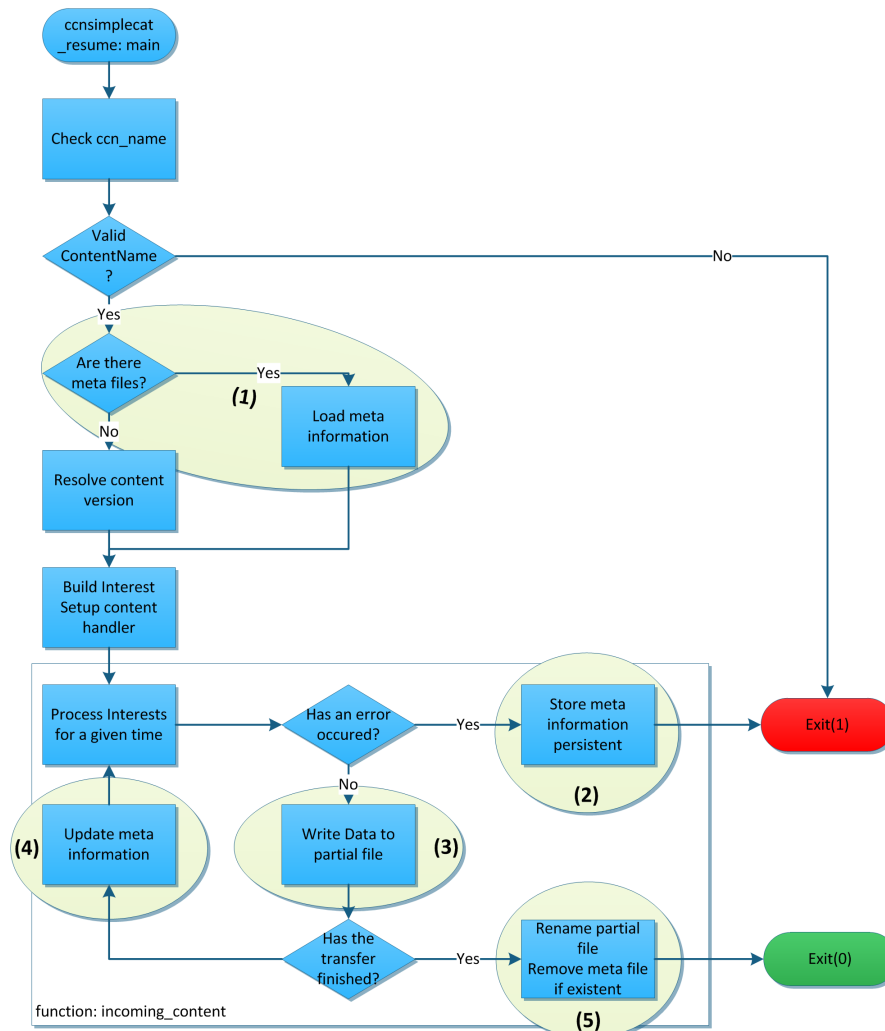 ccnsimplecat
_resume: main
Check ccn_name
Valid
ContentName
?
No
Yes
Are there
meta files?
Yes
(1)
Load meta
information
No
Resolve content
version
Build Interest
Setup content
handler
Process Interests
for a given time
Has an error
occured?
Yes
Store meta
information
persistent
(2)
Exit(1)
No
(4)
Update meta
information
Write Data to
partial file
(3)
Has the
transfer
finished?
Yes
Rename partial
file
Remove meta file
if existent
(5)
Exit(0)
function: incoming_content